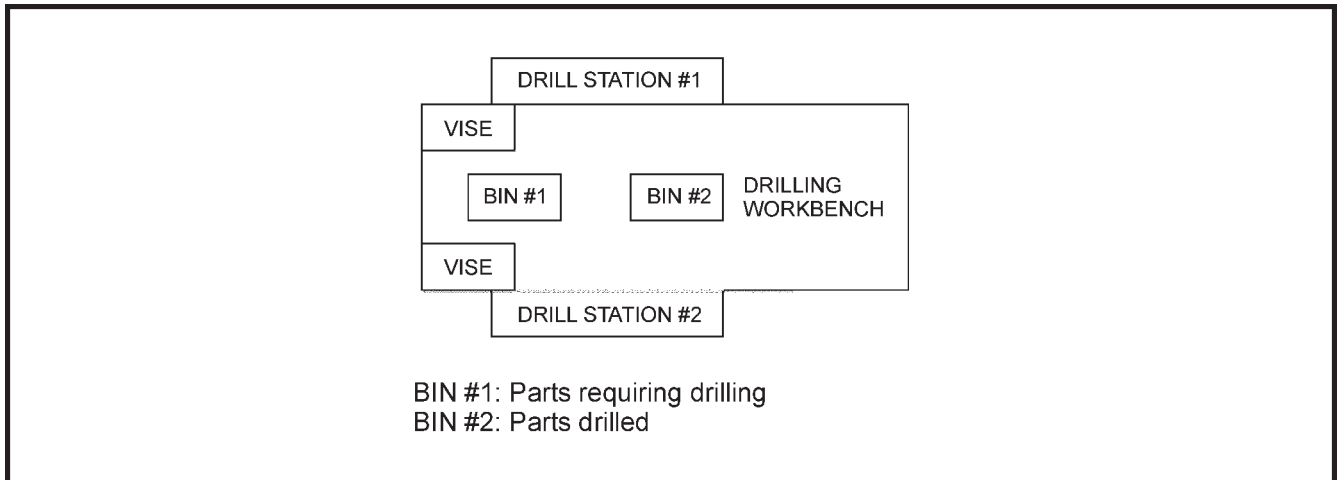 DRILL STATION #1
VISE
BIN #1
BIN #2
DRILLING
WORKBENCH
VISE
DRILL STATION #2
BIN #1: Parts requiring drilling
BIN #2: Parts drilled